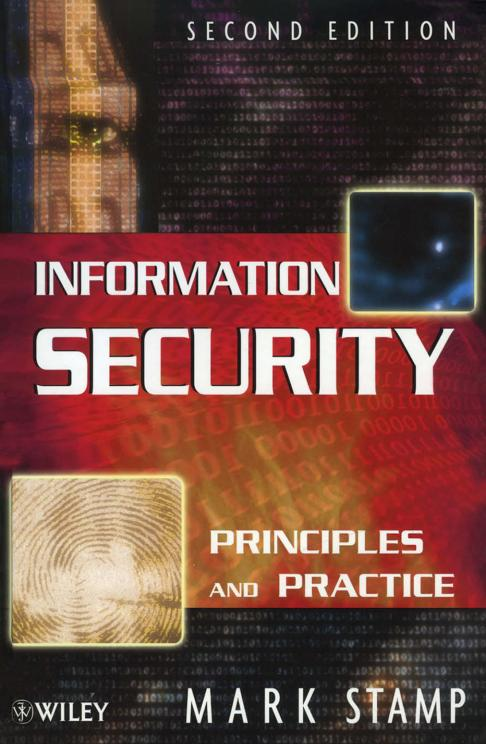 SECOND EDITION
INFORMATION
SECURITY
PRINCIPLES
AND PRACTICE
WILEY
MARK STAMP